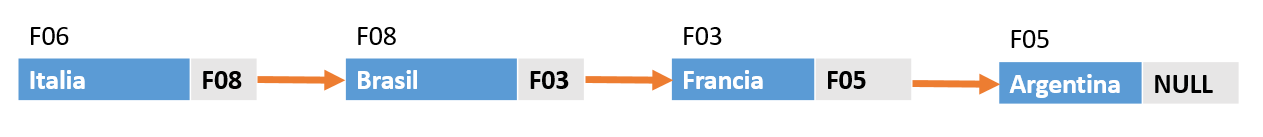 F06 F08 F03 F05
Italia F08 Brasil F03 Francia F05 Argentina NULL